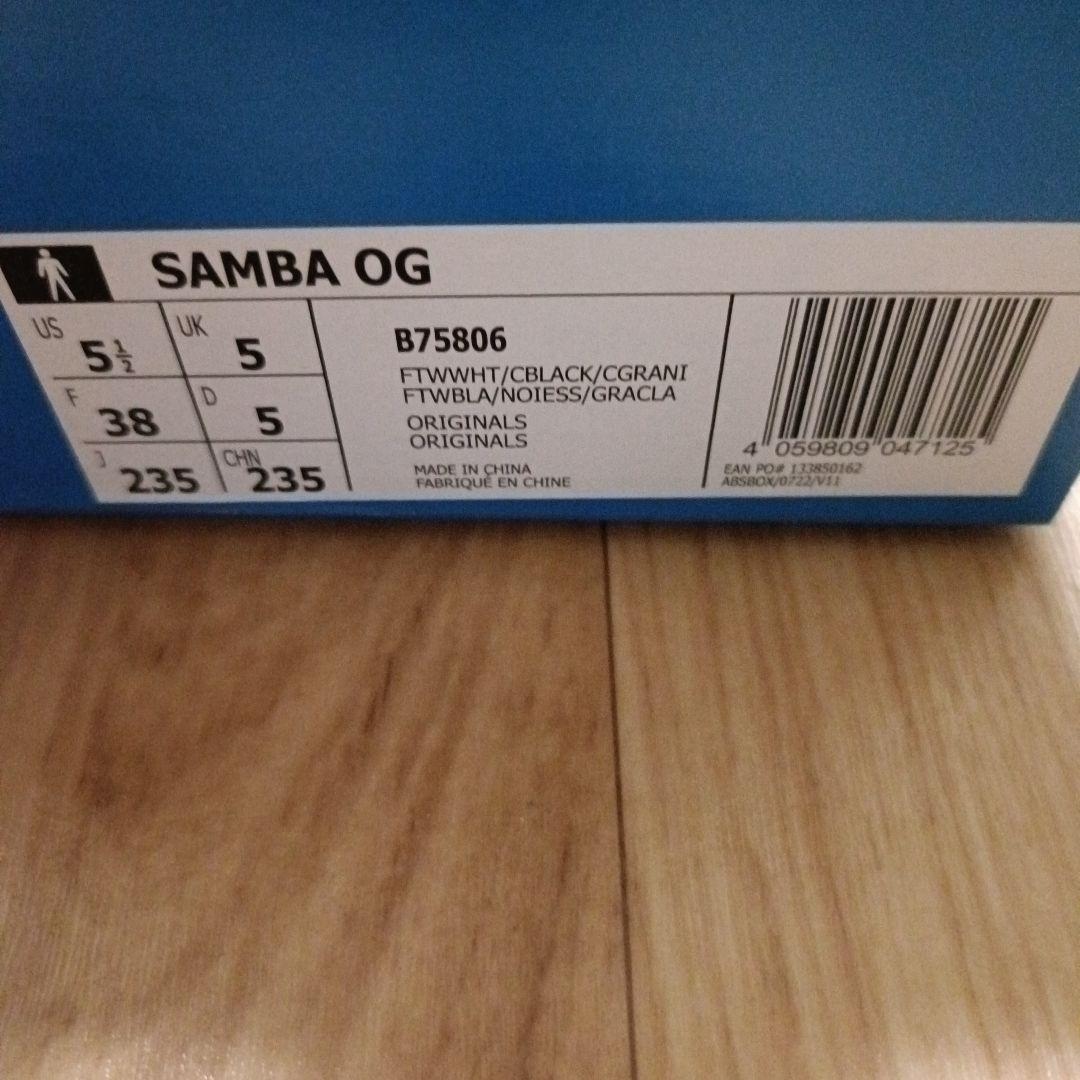 SAMBA OG
US 5½ UK 5
F 38 D 5
J 235 CHN 235
B75806
FTWWHT/CBLACK/CGRANI
FTWBLA/NOIESS/GRACLA
ORIGINALS
ORIGINALS
MADE IN CHINA
FABRIQUÉ EN CHINE
4 059809 047125
EAN PO# 133850162
ABSBOX/0722/V11